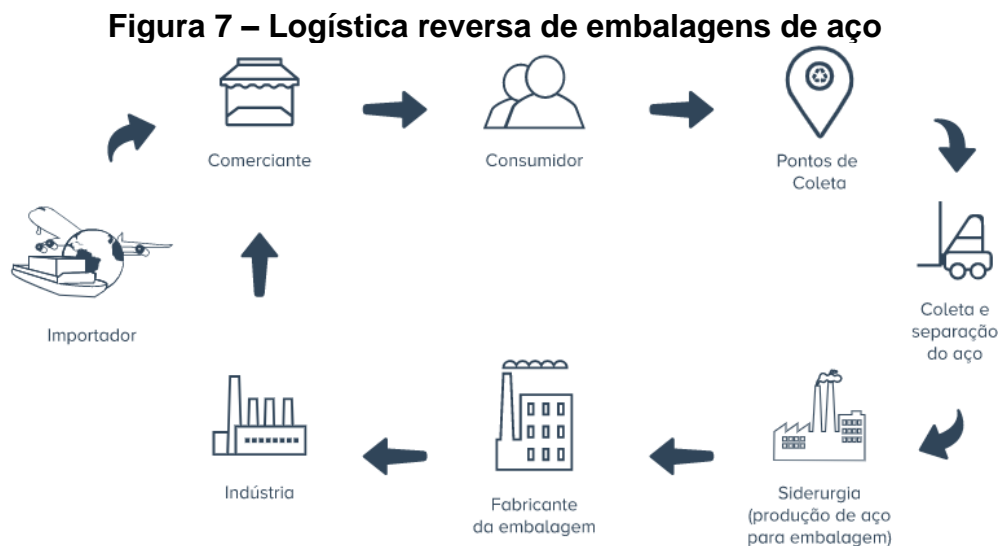 Figura 7 – Logística reversa de embalagens de aço
Comerciante
Consumidor
Pontos de
Coleta
Importador
Coleta e
separação
do aço
Indústria
Fabricante
da embalagem
Siderurgia
(produção de aço
para embalagem)